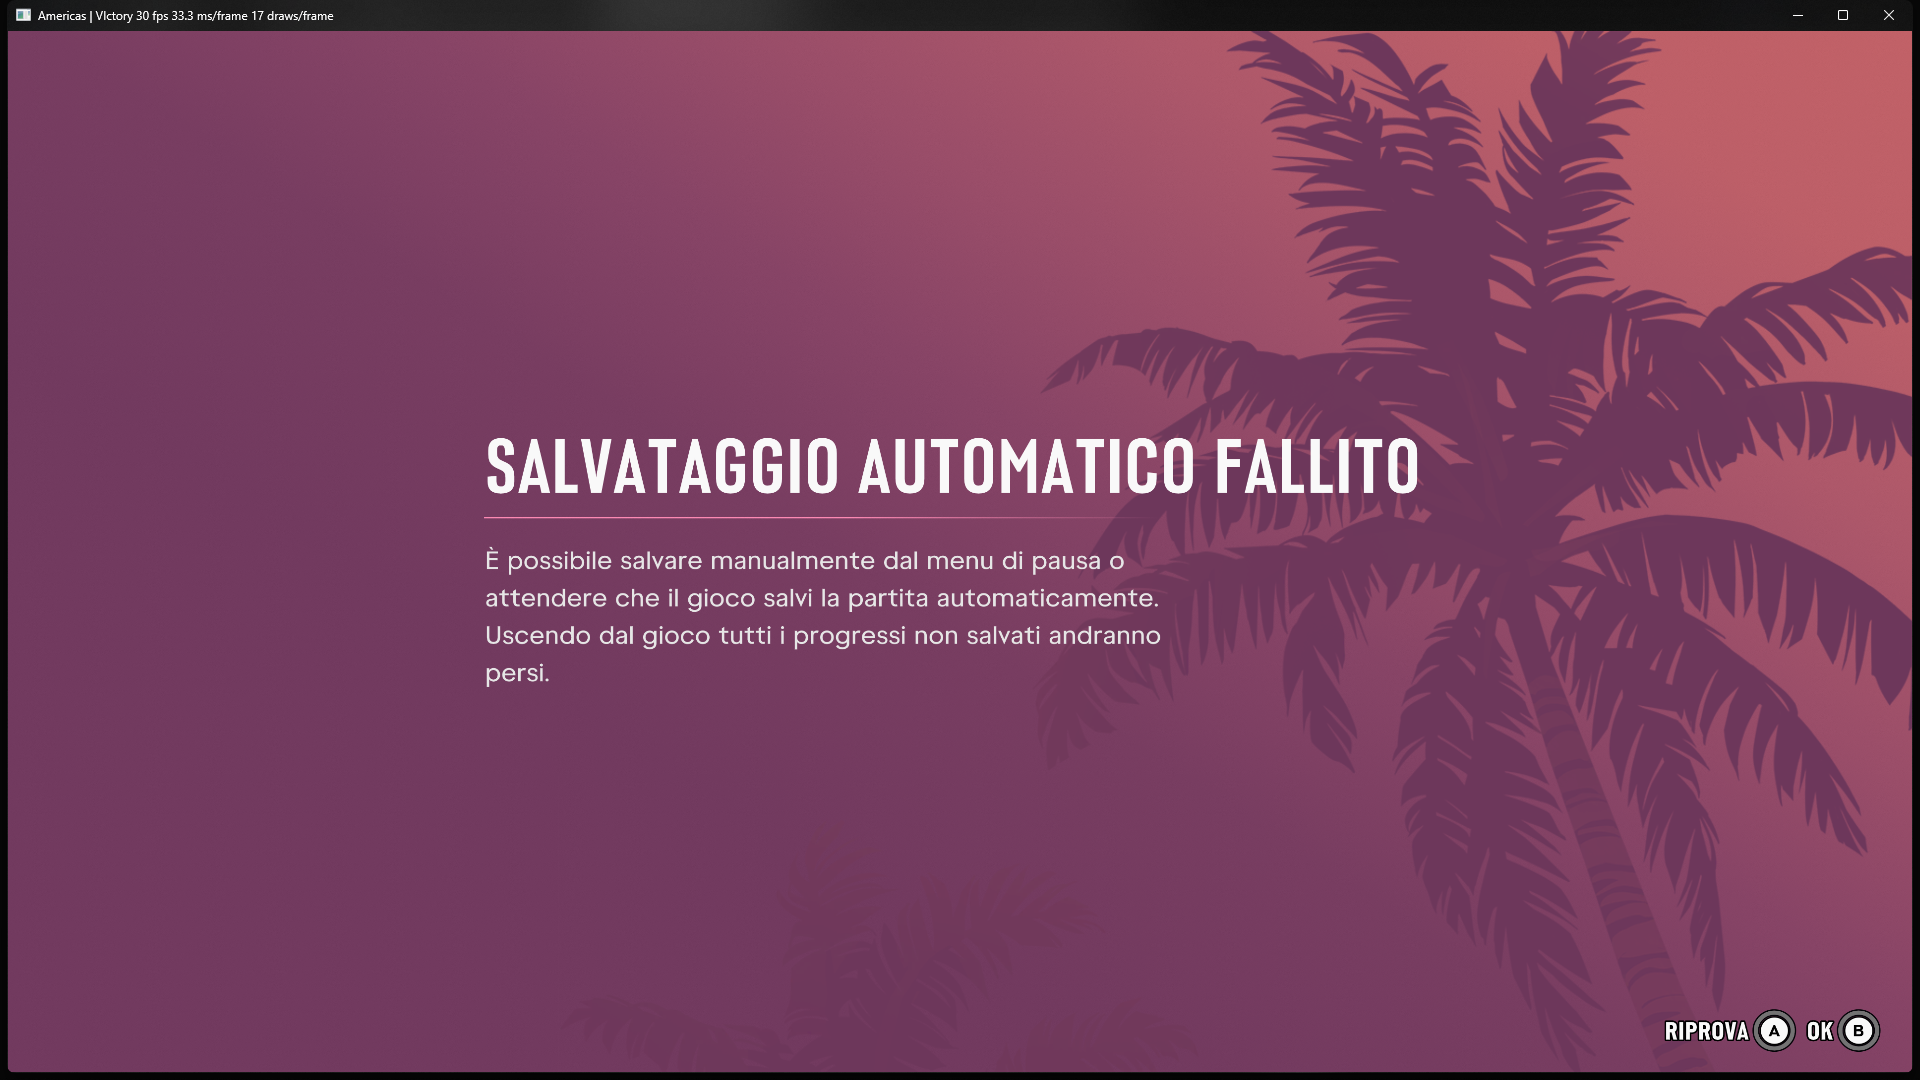 Americas | VIctory 30 fps 33.3 ms/frame 17 draws/frame
SALVATAGGIO AUTOMATICO FALLITO
È possibile salvare manualmente dal menu di pausa o
attendere che il gioco salvi la partita automaticamente.
Uscendo dal gioco tutti i progressi non salvati andranno
persi.
RIPROVA A OK B